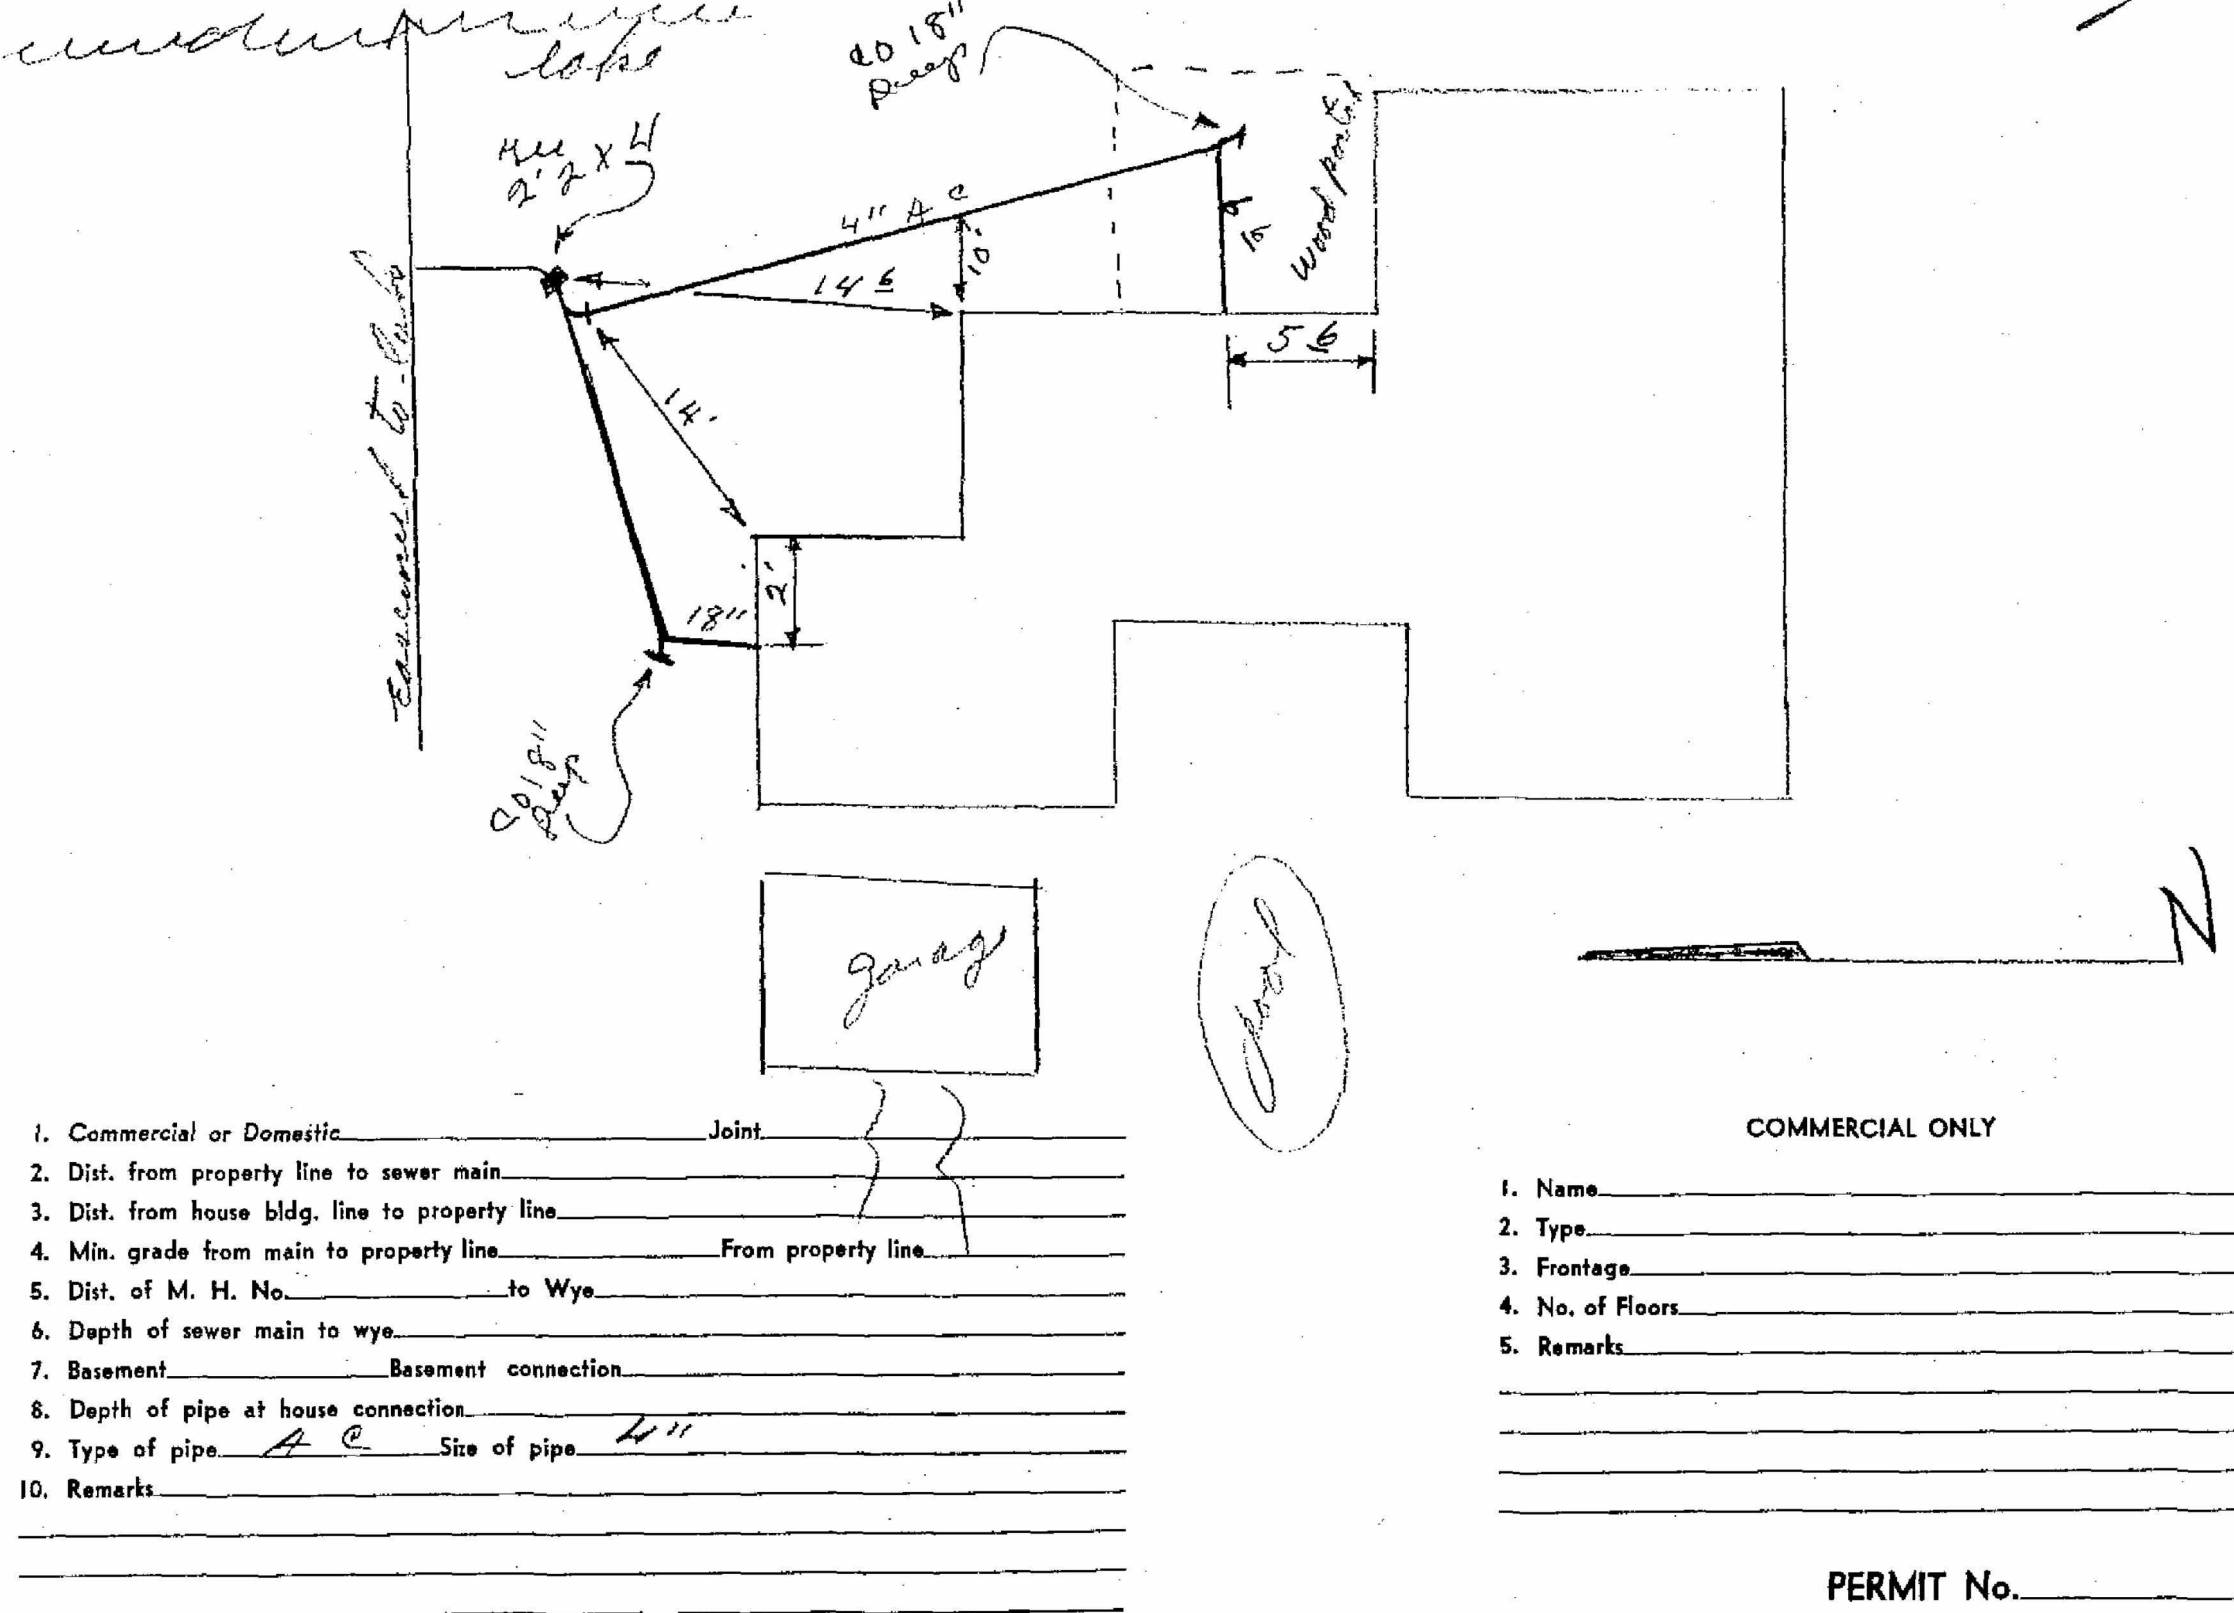 lake
CO 18"
Deep
2' 2 x 4
4" A C
10'
14 6
5 6
14'
2'
18"
CO 18"
Deep
Easement to
Wood
garag
pool
N
1. Commercial or Domestic Joint
2. Dist. from property line to sewer main
3. Dist. from house bldg. line to property line
4. Min. grade from main to property line From property line
5. Dist. of M. H. No. to Wye
6. Depth of sewer main to wye
7. Basement Basement connection
8. Depth of pipe at house connection
9. Type of pipe A C Size of pipe 4"
10. Remarks
COMMERCIAL ONLY
1. Name
2. Type
3. Frontage
4. No. of Floors
5. Remarks
PERMIT No.